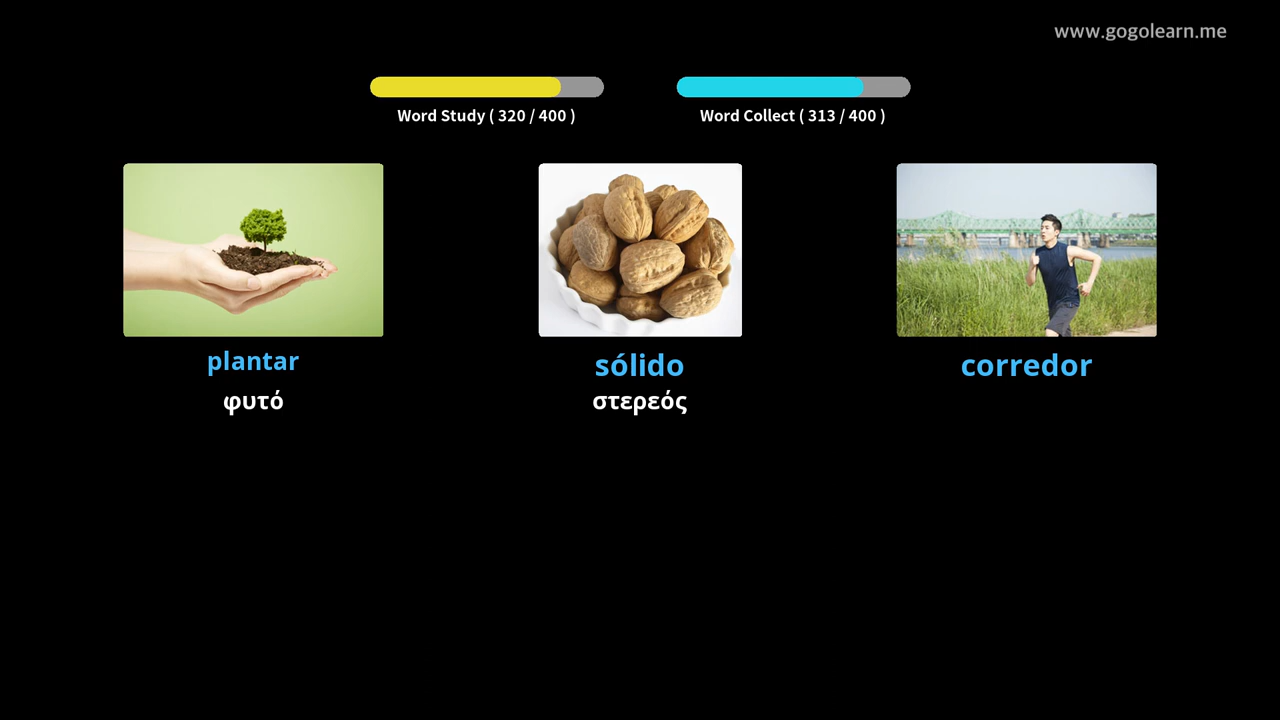 www.gogolearn.me
Word Study ( 320 / 400 )
Word Collect ( 313 / 400 )
plantar
φυτό
sólido
στερεός
corredor